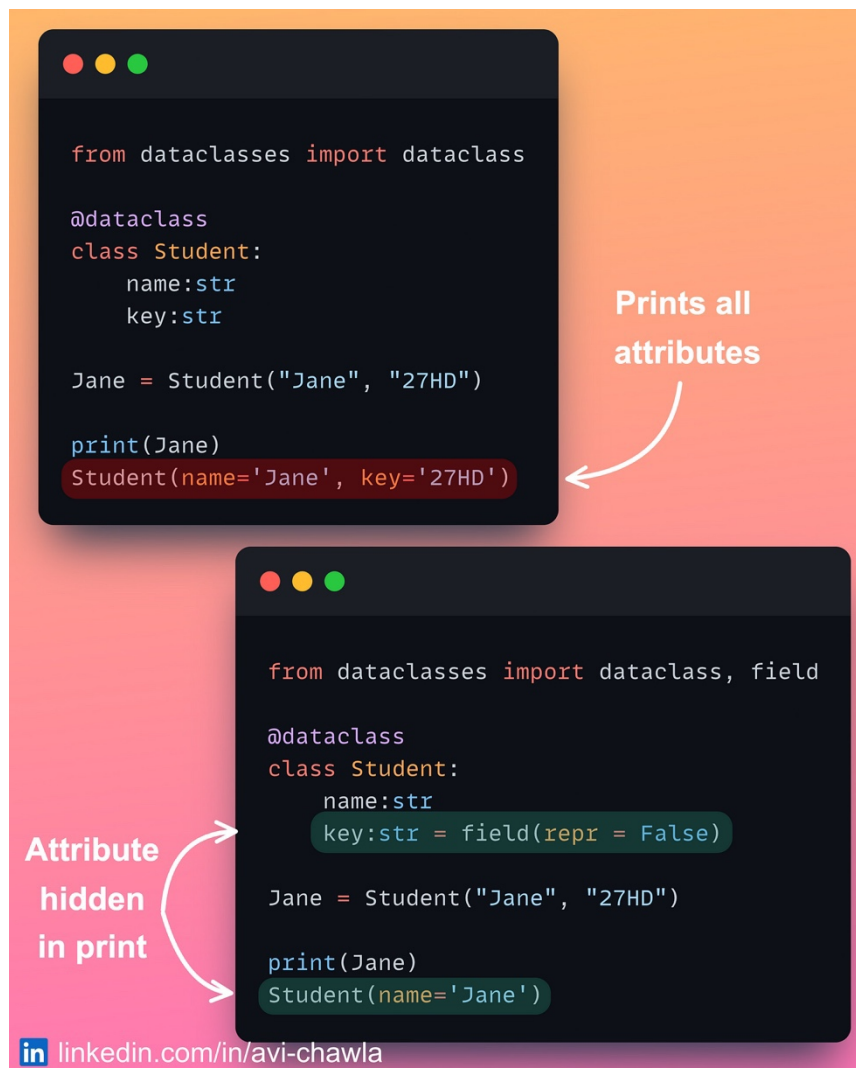 from dataclasses import dataclass
@dataclass
class Student:
name:str
key:str
Jane = Student("Jane", "27HD")
print(Jane)
Student(name='Jane', key='27HD')
Prints all
attributes
from dataclasses import dataclass, field
@dataclass
class Student:
name:str
key:str = field(repr = False)
Jane = Student("Jane", "27HD")
print(Jane)
Student(name='Jane')
Attribute
hidden
in print
in linkedin.com/in/avi-chawla